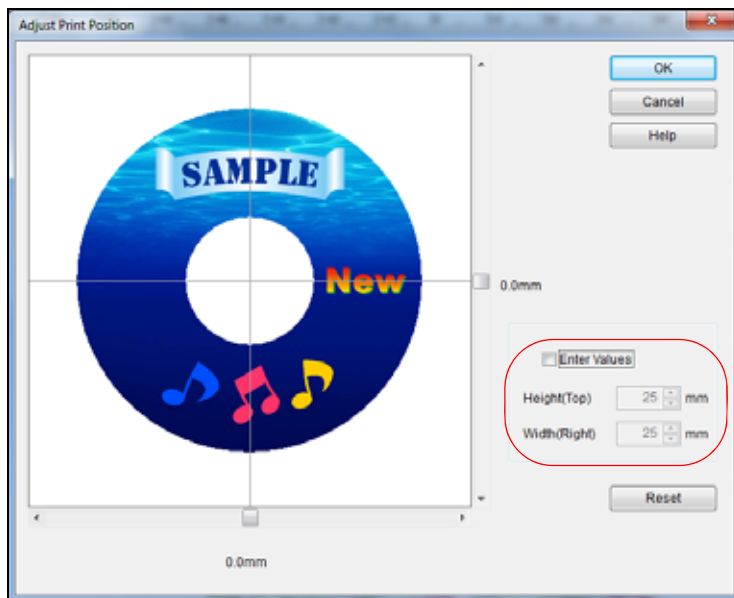 Adjust Print Position
OK
Cancel
Help
SAMPLE
New
0.0mm
Enter Values
Height(Top) 25 mm
Width(Right) 25 mm
Reset
0.0mm